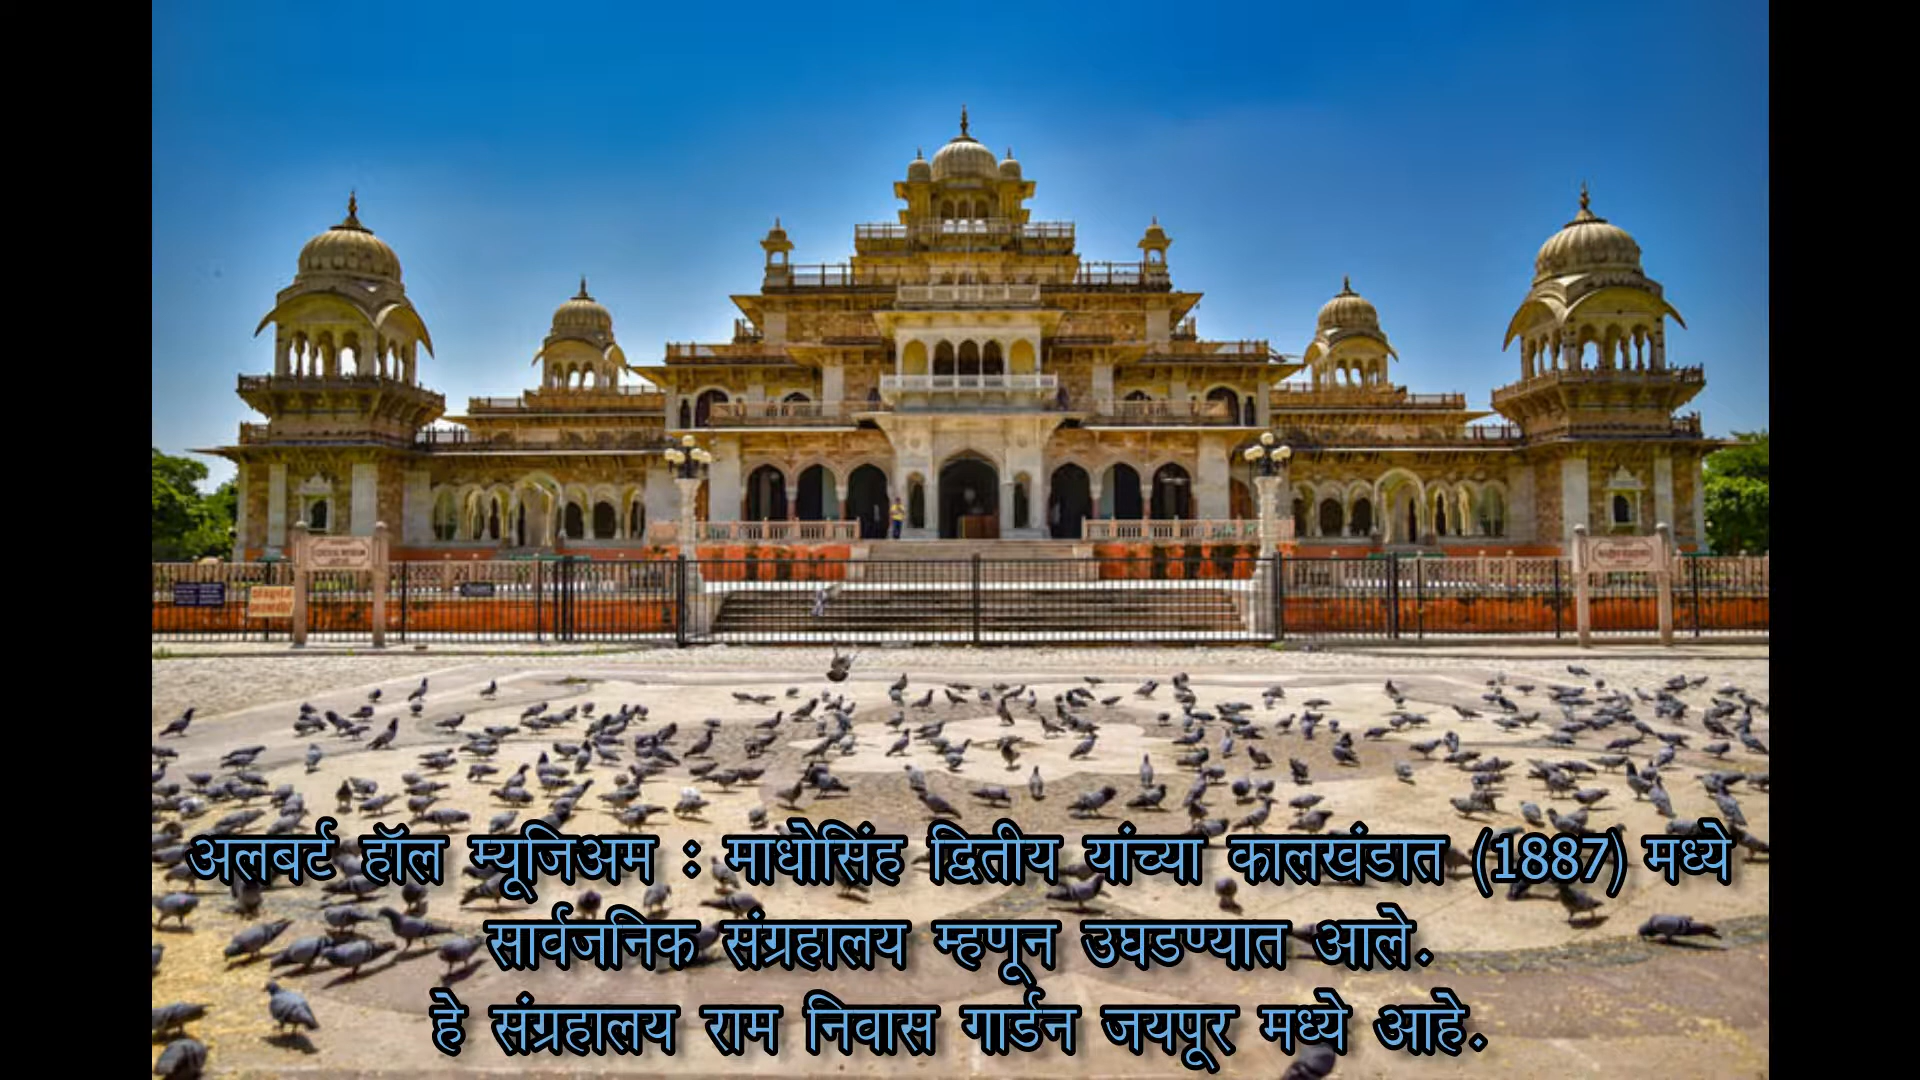 अलबर्ट हॉल म्यूजिअम : माधोसिंह द्वितीय यांच्या कालखंडात (1887) मध्ये
सार्वजनिक संग्रहालय म्हणून उघडण्यात आले.
हे संग्रहालय राम निवास गार्डन जयपूर मध्ये आहे.